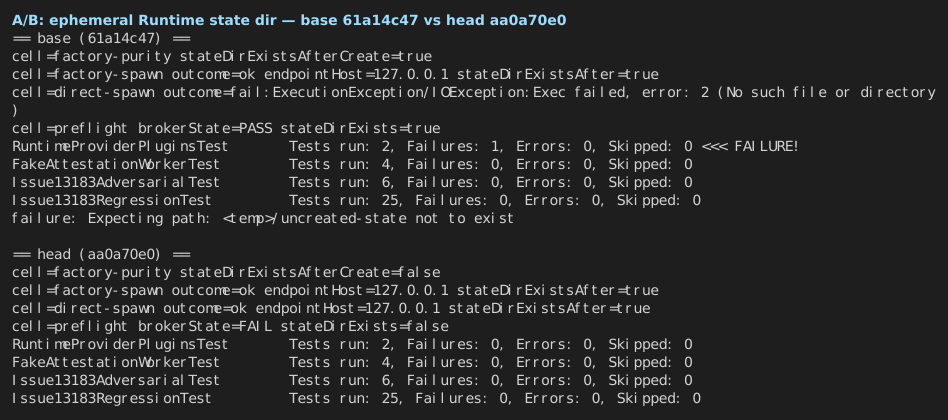 A/B: ephemeral Runtime state dir — base 61a14c47 vs head aa0a70e0
== base (61a14c47) ==
cell=factory-purity stateDirExistsAfterCreate=true
cell=factory-spawn outcome=ok endpointHost=127.0.0.1 stateDirExistsAfter=true
cell=direct-spawn outcome=fail:ExecutionException/IOException:Exec failed, error: 2 (No such file or directory
)
cell=preflight brokerState=PASS stateDirExists=true
RuntimeProviderPluginsTest Tests run: 2, Failures: 1, Errors: 0, Skipped: 0 <<< FAILURE!
FakeAttestationWorkerTest Tests run: 4, Failures: 0, Errors: 0, Skipped: 0
Issue13183AdversarialTest Tests run: 6, Failures: 0, Errors: 0, Skipped: 0
Issue13183RegressionTest Tests run: 25, Failures: 0, Errors: 0, Skipped: 0
failure: Expecting path: <temp>/uncreated-state not to exist
== head (aa0a70e0) ==
cell=factory-purity stateDirExistsAfterCreate=false
cell=factory-spawn outcome=ok endpointHost=127.0.0.1 stateDirExistsAfter=true
cell=direct-spawn outcome=ok endpointHost=127.0.0.1 stateDirExistsAfter=true
cell=preflight brokerState=FAIL stateDirExists=false
RuntimeProviderPluginsTest Tests run: 2, Failures: 0, Errors: 0, Skipped: 0
FakeAttestationWorkerTest Tests run: 4, Failures: 0, Errors: 0, Skipped: 0
Issue13183AdversarialTest Tests run: 6, Failures: 0, Errors: 0, Skipped: 0
Issue13183RegressionTest Tests run: 25, Failures: 0, Errors: 0, Skipped: 0